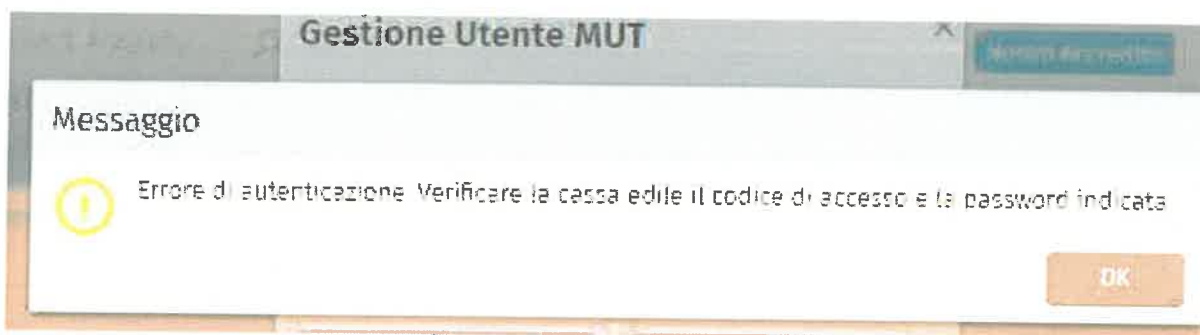 Gestione Utente MUT
Messaggio
Errore di autenticazione. Verificare la cassa edile il codice di accesso e la password indicata
OK